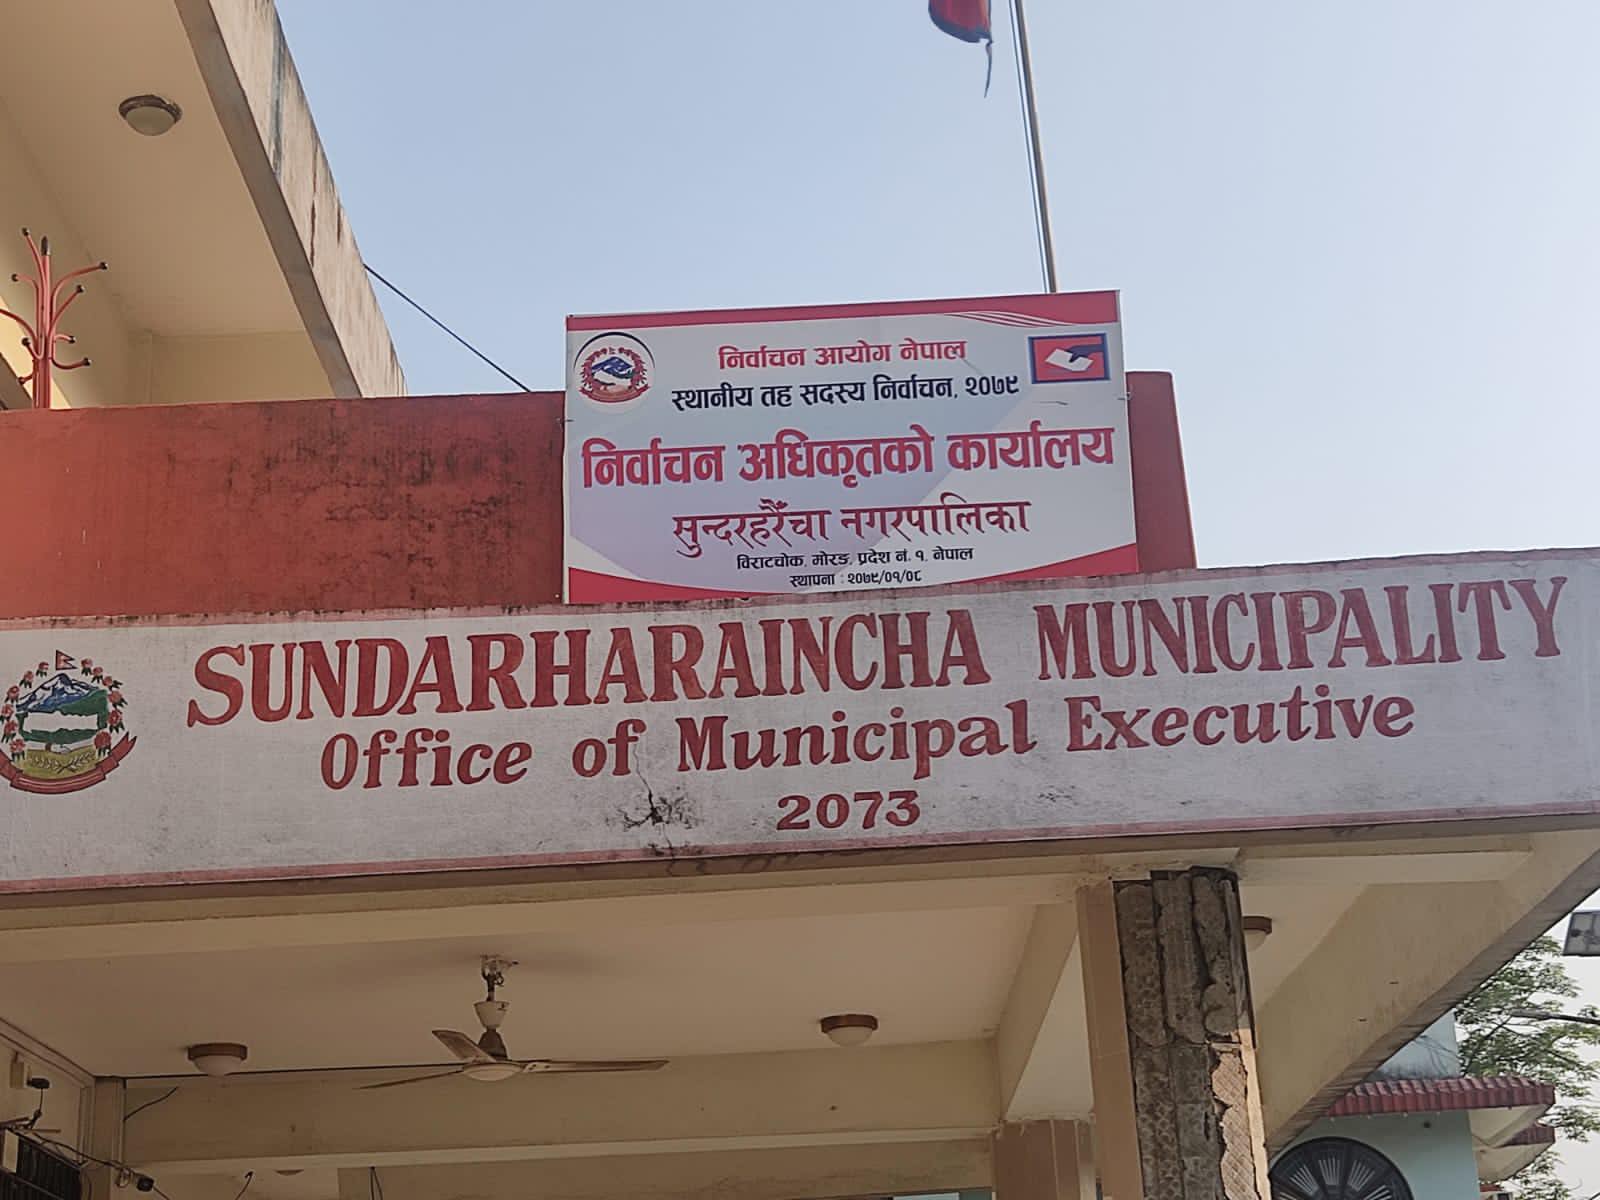 निर्वाचन आयोग नेपाल
स्थानीय तह सदस्य निर्वाचन, २०७९
निर्वाचन अधिकृतको कार्यालय
सुन्दरहरैंचा नगरपालिका
विराटचोक, मोरङ, प्रदेश नं. १, नेपाल
स्थापना : २०७९/०१/०८
SUNDARHARAINCHA MUNICIPALITY
Office of Municipal Executive
2073